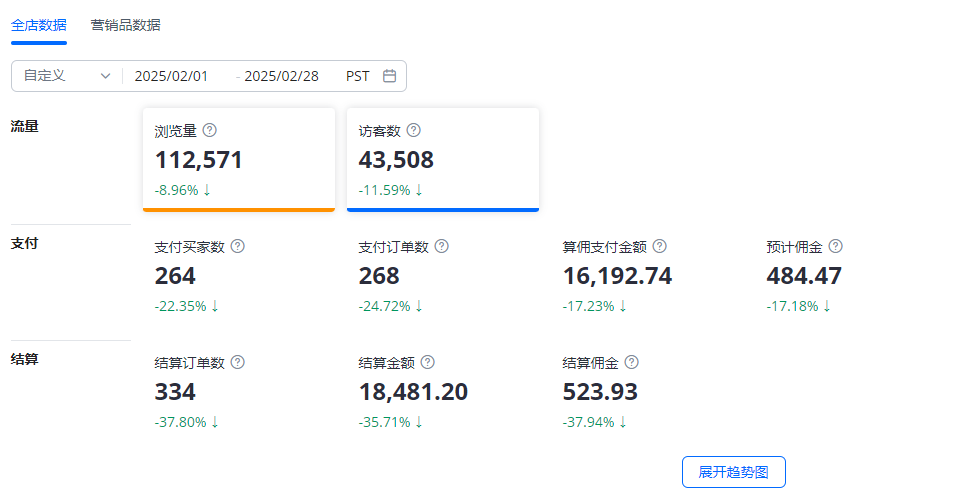 全店数据 营销品数据
自定义 2025/02/01 - 2025/02/28 PST
流量
浏览量 访客数
112,571 43,508
-8.96% ↓ -11.59% ↓
支付
支付买家数 支付订单数 算佣支付金额 预计佣金
264 268 16,192.74 484.47
-22.35% ↓ -24.72% ↓ -17.23% ↓ -17.18% ↓
结算
结算订单数 结算金额 结算佣金
334 18,481.20 523.93
-37.80% ↓ -35.71% ↓ -37.94% ↓
展开趋势图